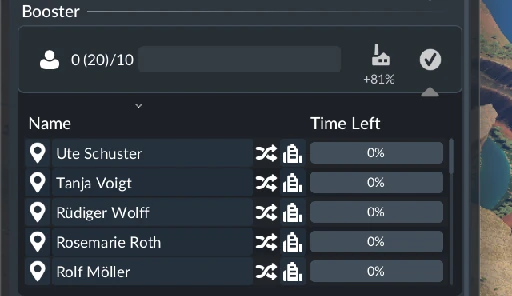 Booster
0 (20)/10
+81%
Name Time Left
Ute Schuster 0%
Tanja Voigt 0%
Rüdiger Wolff 0%
Rosemarie Roth 0%
Rolf Möller 0%